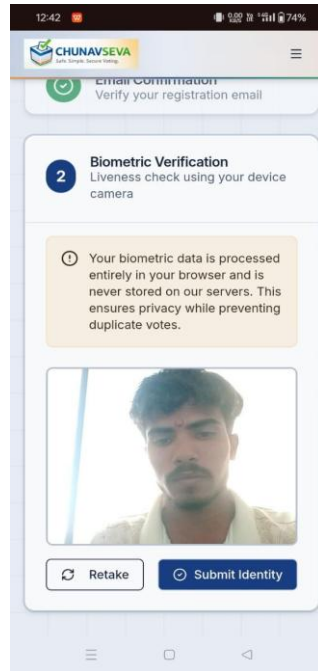 12:42
74%
CHUNAVSEVA
Safe. Simple. Secure Voting.
Email Confirmation
Verify your registration email
2
Biometric Verification
Liveness check using your device
camera
Your biometric data is processed
entirely in your browser and is
never stored on our servers. This
ensures privacy while preventing
duplicate votes.
Retake
Submit Identity